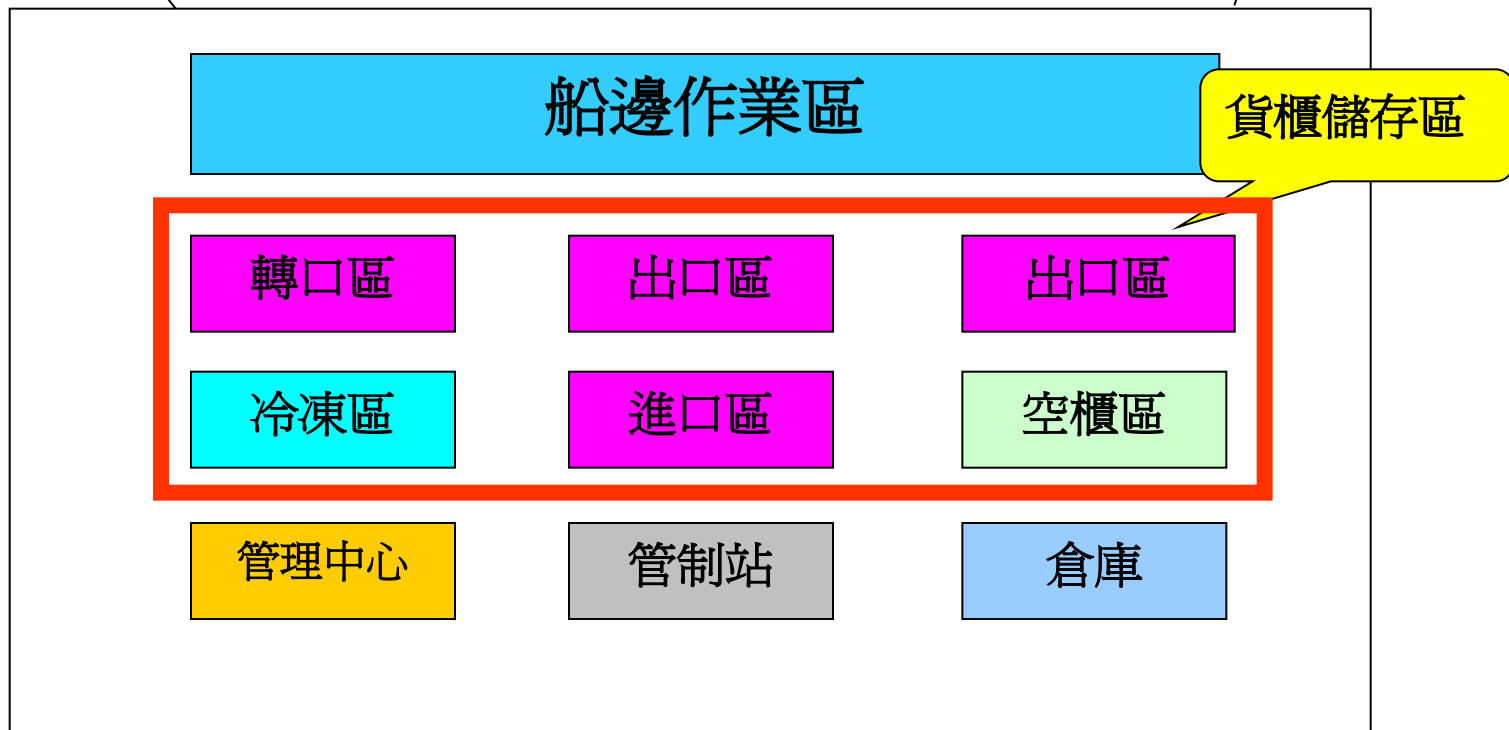 船邊作業區
貨櫃儲存區
轉口區
出口區
出口區
冷凍區
進口區
空櫃區
管理中心
管制站
倉庫